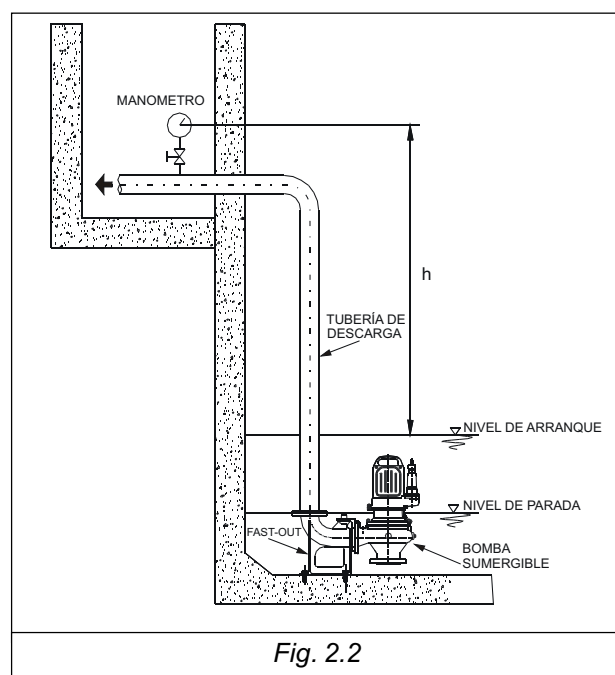 MANOMETRO
h
TUBERÍA DE
DESCARGA
NIVEL DE ARRANQUE
NIVEL DE PARADA
FAST-OUT
BOMBA
SUMERGIBLE
Fig. 2.2